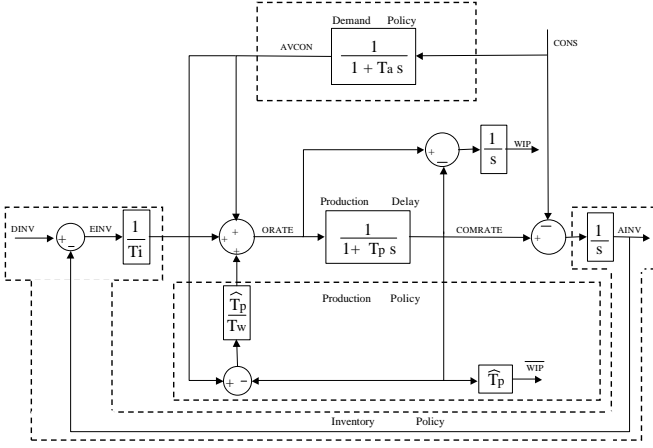 Demand Policy
AVCON
1
1 + Ta s
CONS
+
−
1
s
WIP
Production Delay
DINV
+
−
EINV
1
Ti
+
+
+
ORATE
1
1 + Tp s
COMRATE
−
+
1
s
AINV
T̂p
Tw
Production Policy
+ −
T̂p
W̅I̅P̅
Inventory Policy